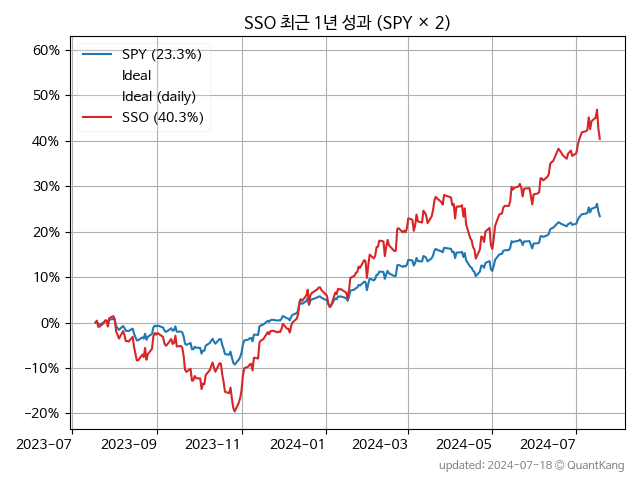 SSO 최근 1년 성과 (SPY × 2)
60%
50%
40%
30%
20%
10%
0%
−10%
−20%
SPY (23.3%)
Ideal
Ideal (daily)
SSO (40.3%)
2023-07
2023-09
2023-11
2024-01
2024-03
2024-05
2024-07
updated: 2024-07-18 @ QuantKang